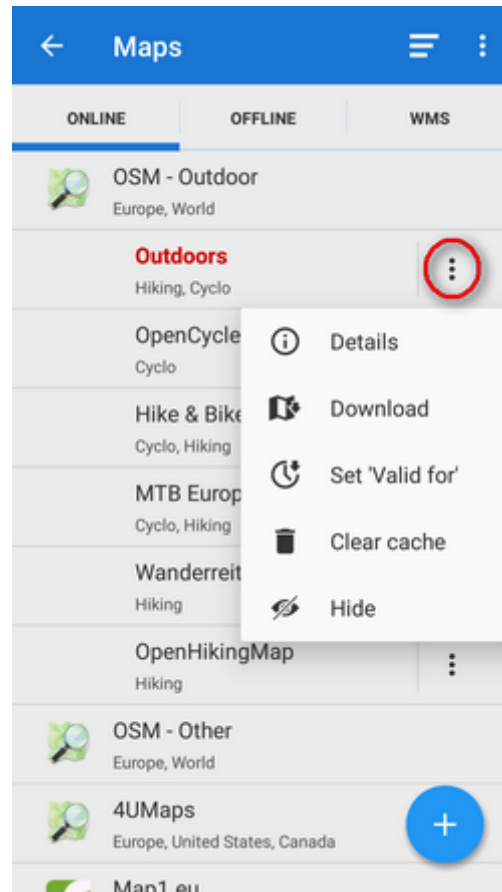 Maps
ONLINE OFFLINE WMS
OSM - Outdoor
Europe, World
Outdoors
Hiking, Cyclo
OpenCycle
Cyclo
Details
Download
Hike & Bike
Cyclo, Hiking
Set 'Valid for'
MTB Europ
Cyclo, Hiking
Clear cache
Wanderreit
Hiking
Hide
OpenHikingMap
Hiking
OSM - Other
Europe, World
4UMaps
Europe, United States, Canada
Map1.eu